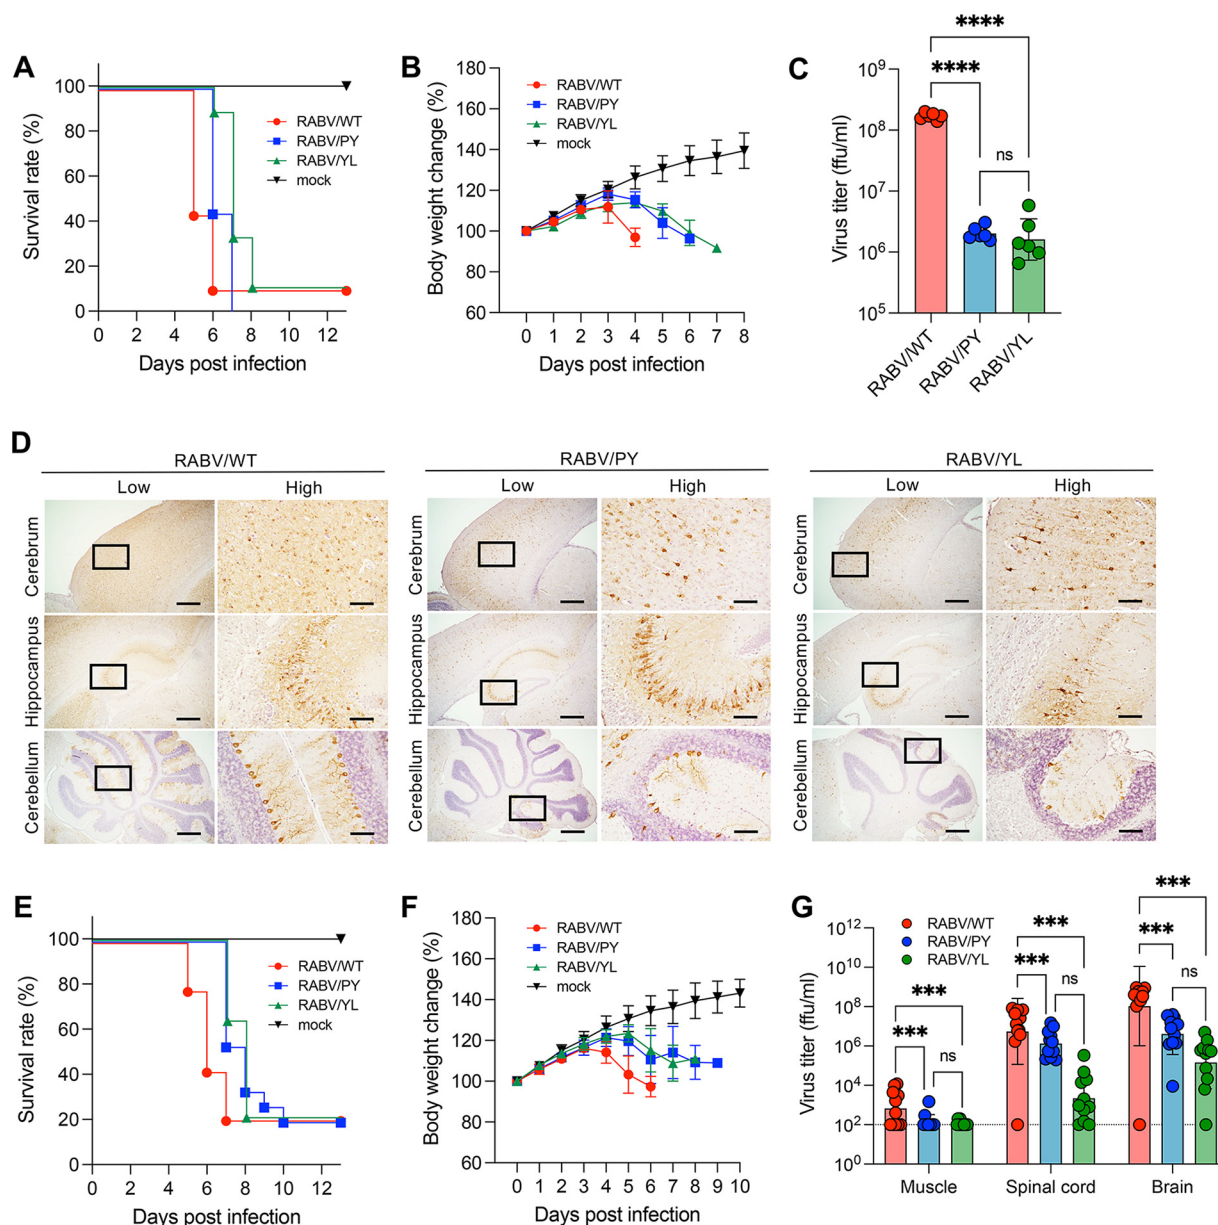 A
Survival rate (%)
100
80
60
40
20
0
0 2 4 6 8 10 12
Days post infection
RABV/WT
RABV/PY
RABV/YL
mock
B
Body weight change (%)
180
160
140
120
100
80
60
0 1 2 3 4 5 6 7 8
Days post infection
RABV/WT
RABV/PY
RABV/YL
mock
C
Virus titer (ffu/ml)
10⁹
10⁸
10⁷
10⁶
10⁵
****
****
ns
RABV/WT
RABV/PY
RABV/YL
D
RABV/WT
Low High
Cerebrum
Hippocampus
Cerebellum
RABV/PY
Low High
Cerebrum
Hippocampus
Cerebellum
RABV/YL
Low High
Cerebrum
Hippocampus
Cerebellum
E
Survival rate (%)
100
80
60
40
20
0
0 2 4 6 8 10 12
Days post infection
RABV/WT
RABV/PY
RABV/YL
mock
F
Body weight change (%)
180
160
140
120
100
80
60
0 1 2 3 4 5 6 7 8 9 10
Days post infection
RABV/WT
RABV/PY
RABV/YL
mock
G
Virus titer (ffu/ml)
10¹²
10¹⁰
10⁸
10⁶
10⁴
10²
10⁰
RABV/WT
RABV/PY
RABV/YL
***
***
ns
***
***
ns
***
***
ns
Muscle Spinal cord Brain